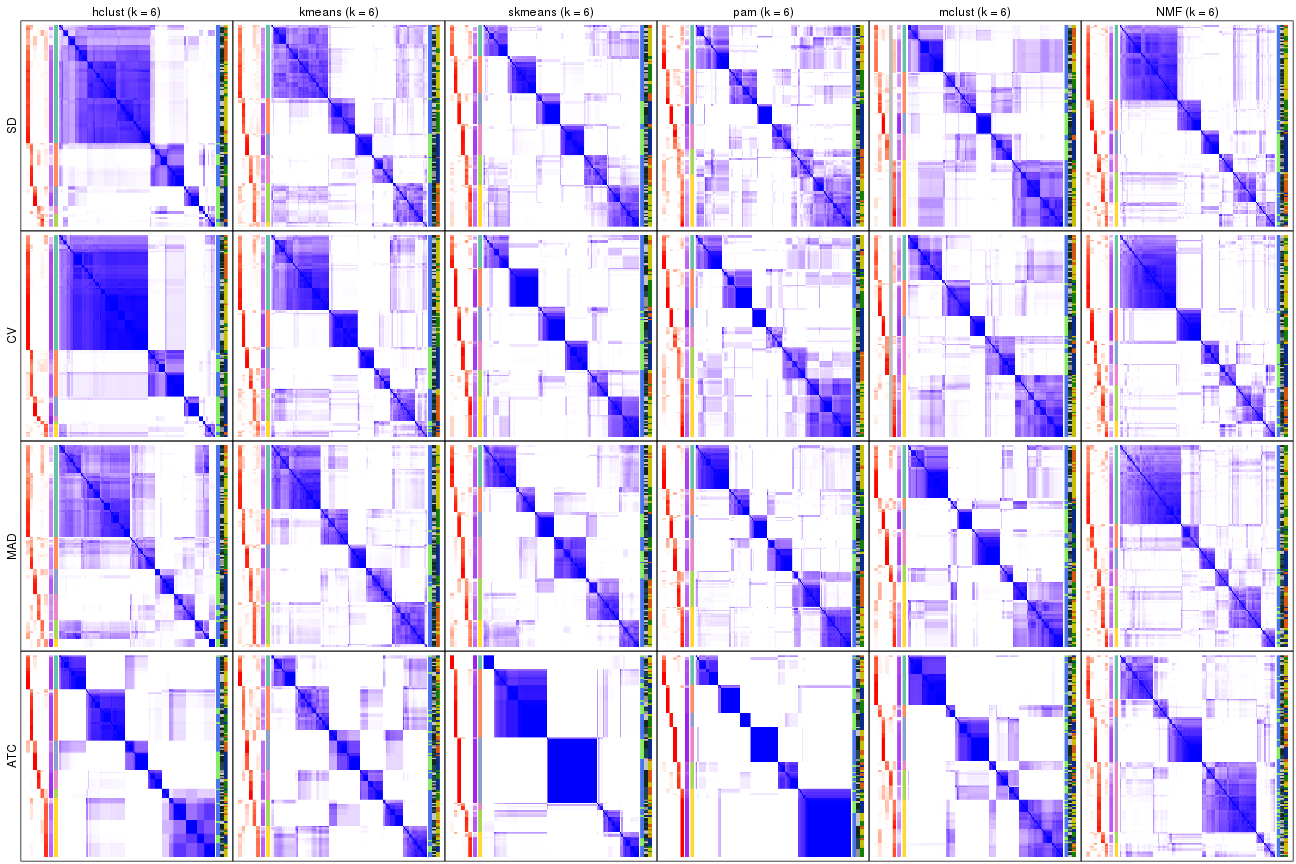 hclust (k = 6) kmeans (k = 6) skmeans (k = 6) pam (k = 6) mclust (k = 6) NMF (k = 6)
SD
CV
MAD
ATC